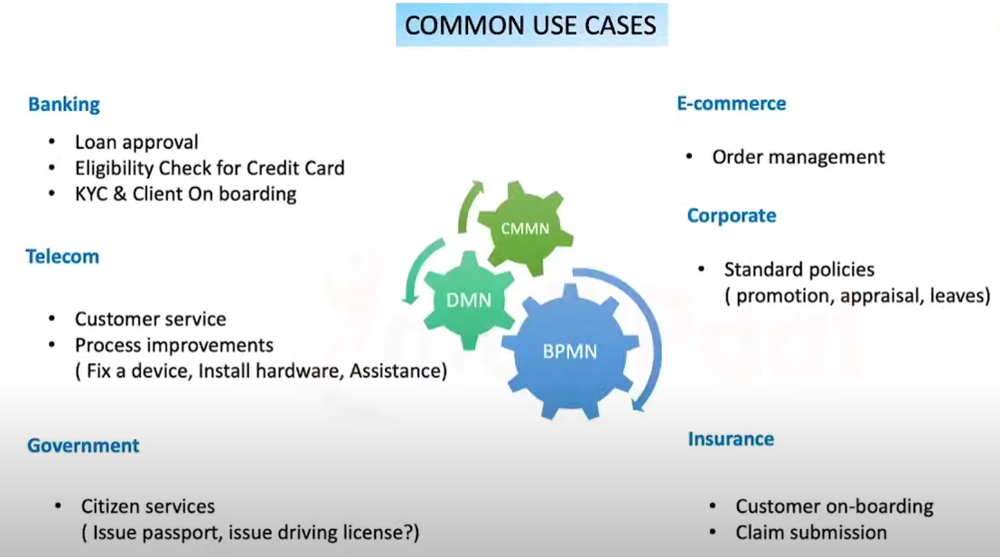 COMMON USE CASES
Banking
• Loan approval
• Eligibility Check for Credit Card
• KYC & Client On boarding
Telecom
• Customer service
• Process improvements
( Fix a device, Install hardware, Assistance)
Government
• Citizen services
( Issue passport, issue driving license?)
CMMN
DMN
BPMN
E-commerce
• Order management
Corporate
• Standard policies
( promotion, appraisal, leaves)
Insurance
• Customer on-boarding
• Claim submission